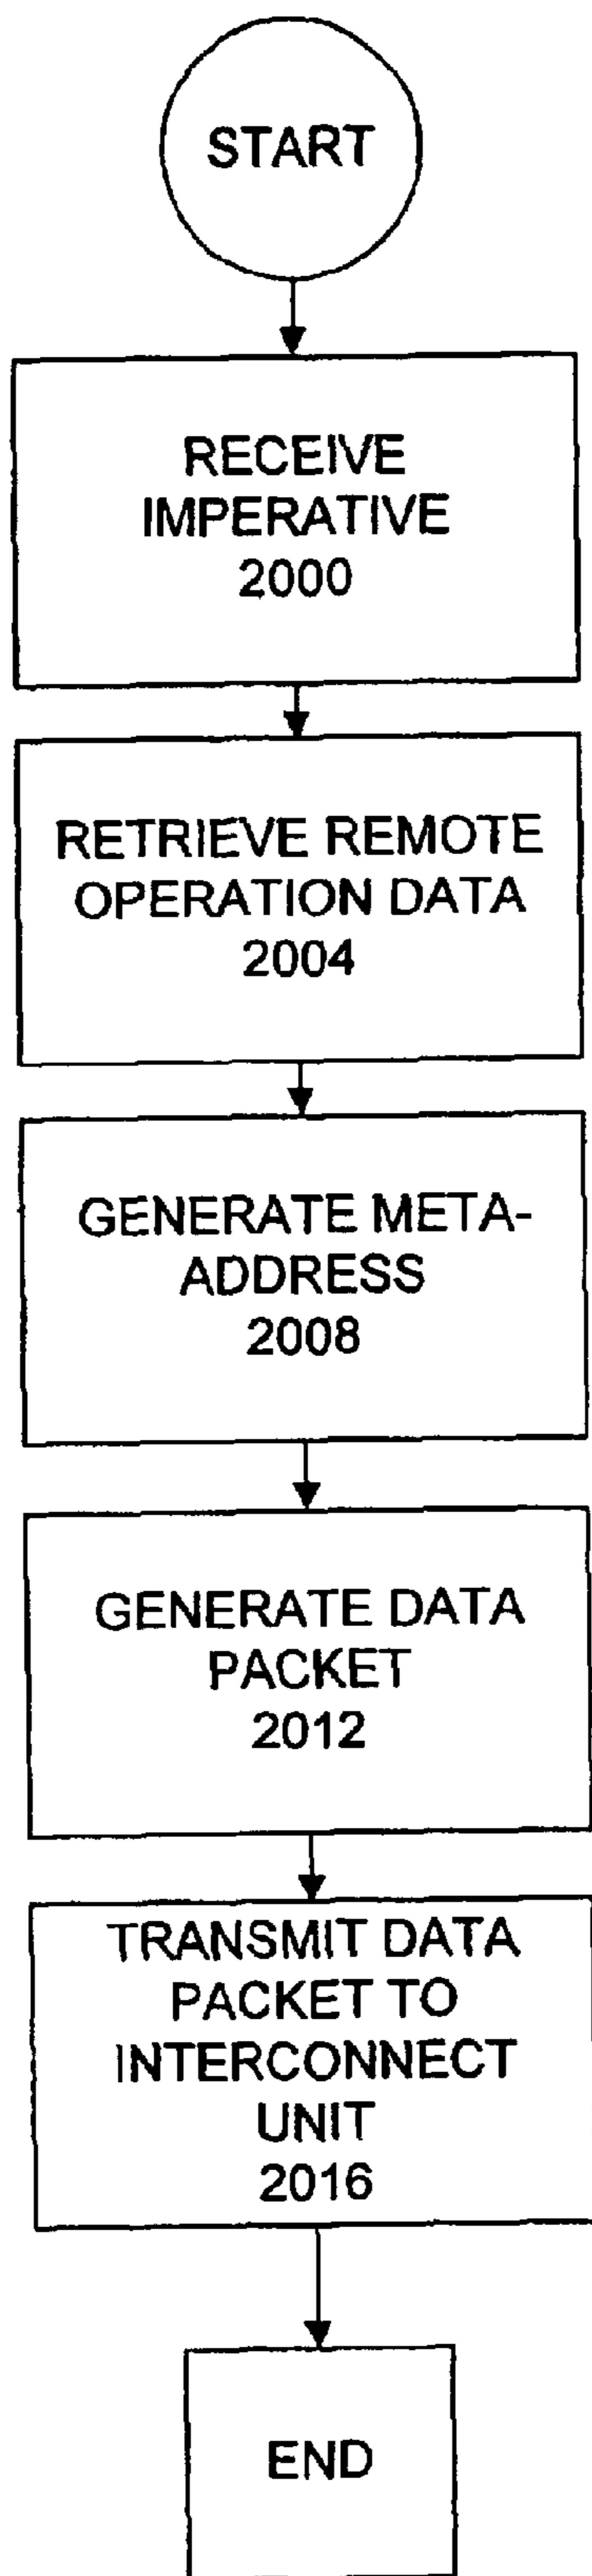 START
RECEIVE
IMPERATIVE
2000
RETRIEVE REMOTE
OPERATION DATA
2004
GENERATE META-
ADDRESS
2008
GENERATE DATA
PACKET
2012
TRANSMIT DATA
PACKET TO
INTERCONNECT
UNIT
2016
END